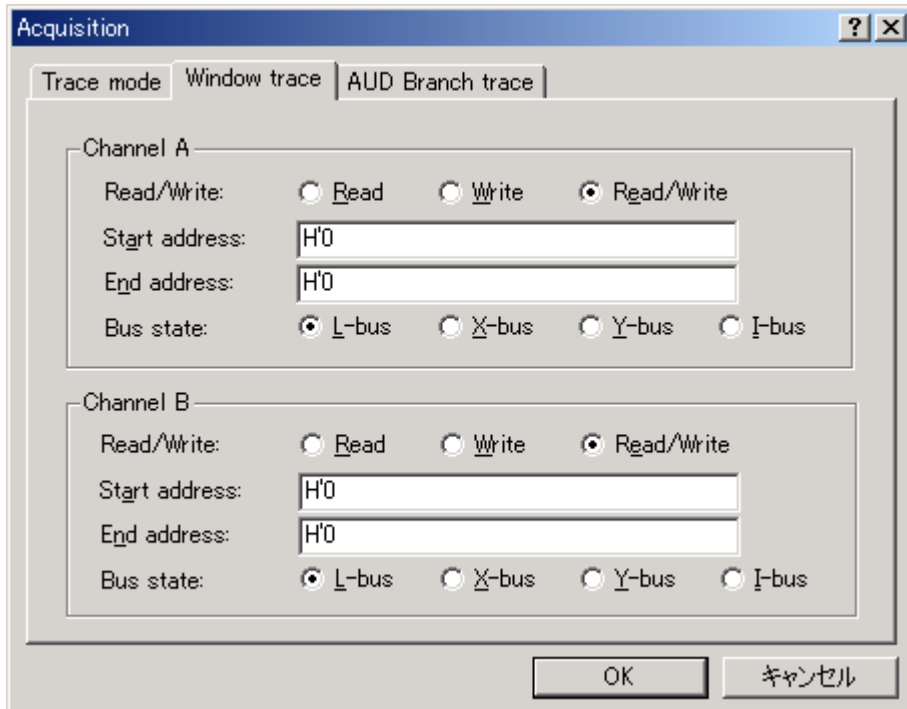 Acquisition
Trace mode Window trace AUD Branch trace
Channel A
Read/Write: Read Write Read/Write
Start address: H'0
End address: H'0
Bus state: L-bus X-bus Y-bus I-bus
Channel B
Read/Write: Read Write Read/Write
Start address: H'0
End address: H'0
Bus state: L-bus X-bus Y-bus I-bus
OK キャンセル